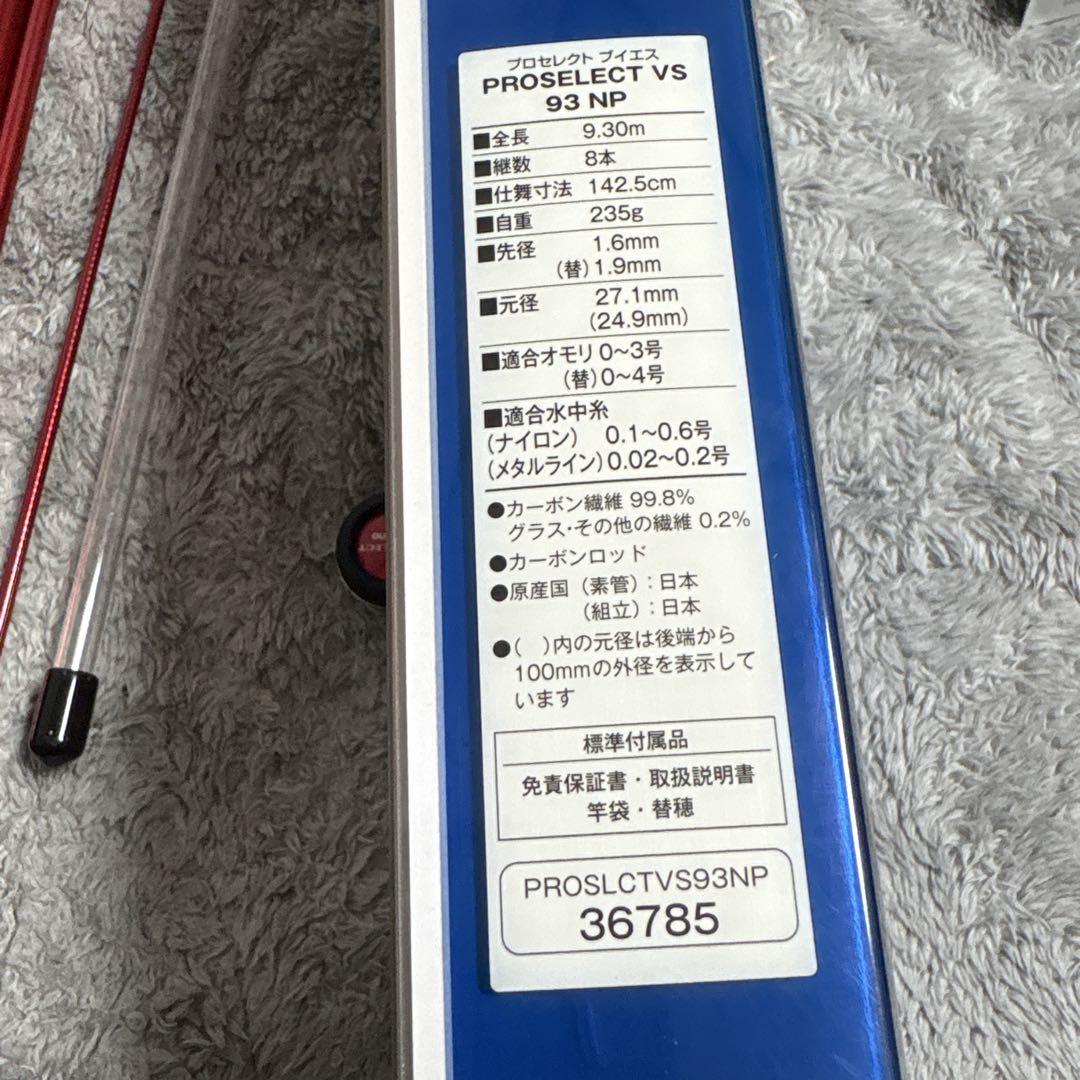 プロセレクト ブイエス
PROSELECT VS
93 NP
■全長 9.30m
■継数 8本
■仕舞寸法 142.5cm
■自重 235g
■先径 1.6mm
(替)1.9mm
■元径 27.1mm
(24.9mm)
■適合オモリ 0~3号
(替)0~4号
■適合水中糸
(ナイロン) 0.1~0.6号
(メタルライン)0.02~0.2号
●カーボン繊維 99.8%
グラス・その他の繊維 0.2%
●カーボンロッド
●原産国(素管):日本
(組立):日本
●( )内の元径は後端から
100mmの外径を表示して
います
標準付属品
免責保証書・取扱説明書
竿袋・替穂
PROSLCTVS93NP
36785